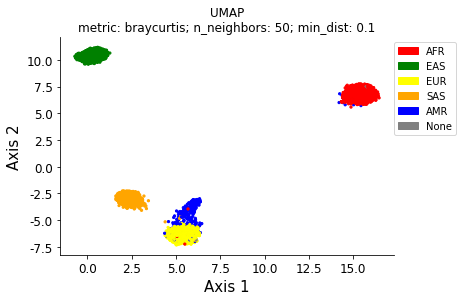 UMAP
metric: braycurtis; n_neighbors: 50; min_dist: 0.1
10.0
7.5
5.0
2.5
0.0
-2.5
-5.0
-7.5
Axis 2
0.0 2.5 5.0 7.5 10.0 12.5 15.0
Axis 1
AFR
EAS
EUR
SAS
AMR
None